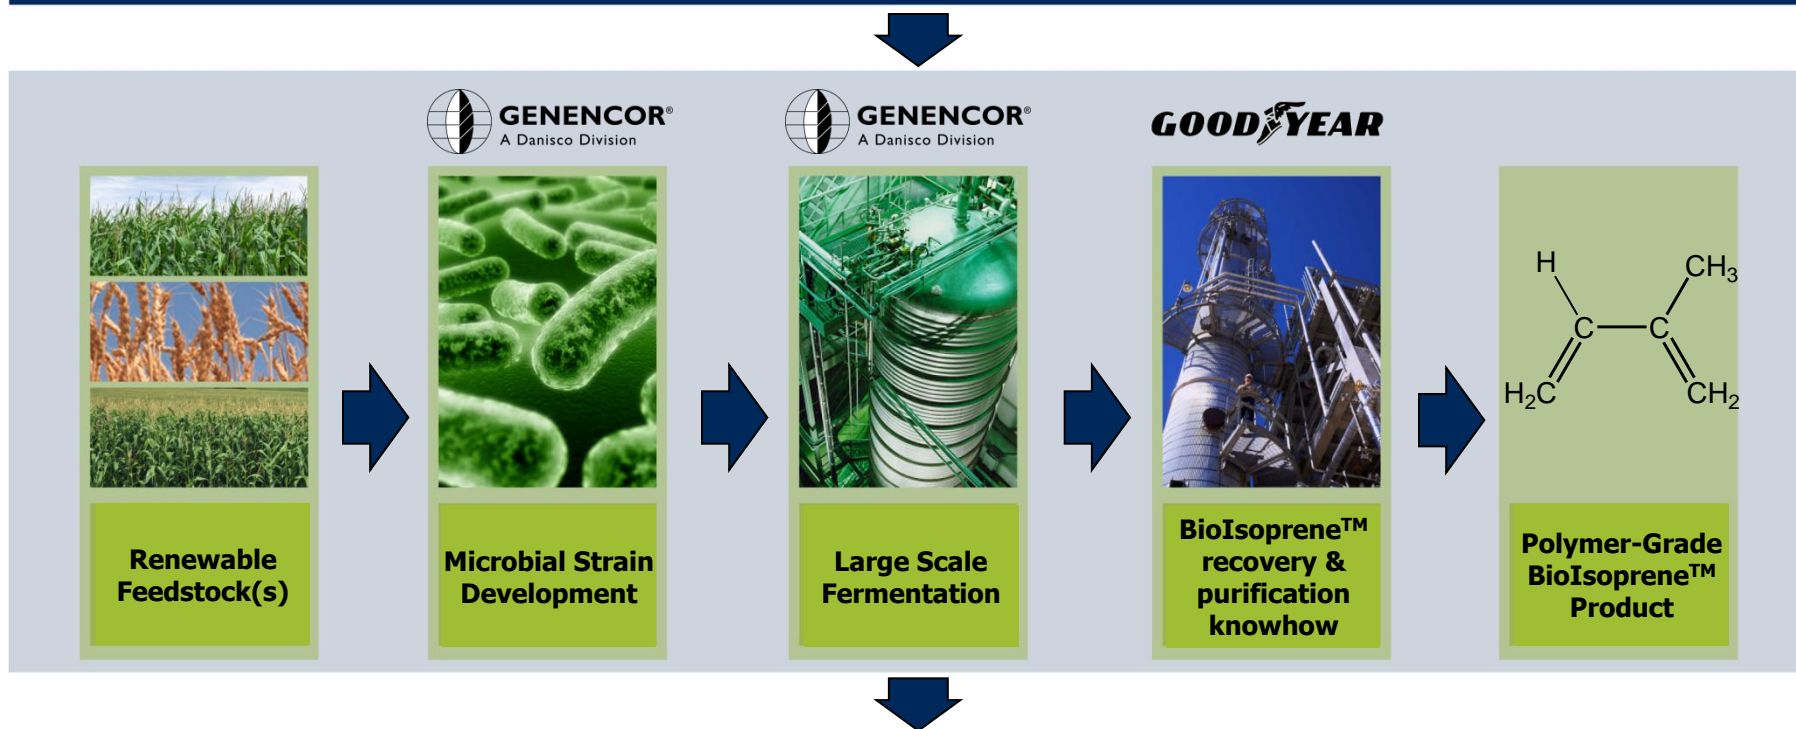 GENENCOR®
A Danisco Division
GENENCOR®
A Danisco Division
GOODYEAR
Renewable
Feedstock(s)
Microbial Strain
Development
Large Scale
Fermentation
BioIsoprene™
recovery &
purification
knowhow
H
CH₃
C
C
H₂C
CH₂
Polymer-Grade
BioIsoprene™
Product